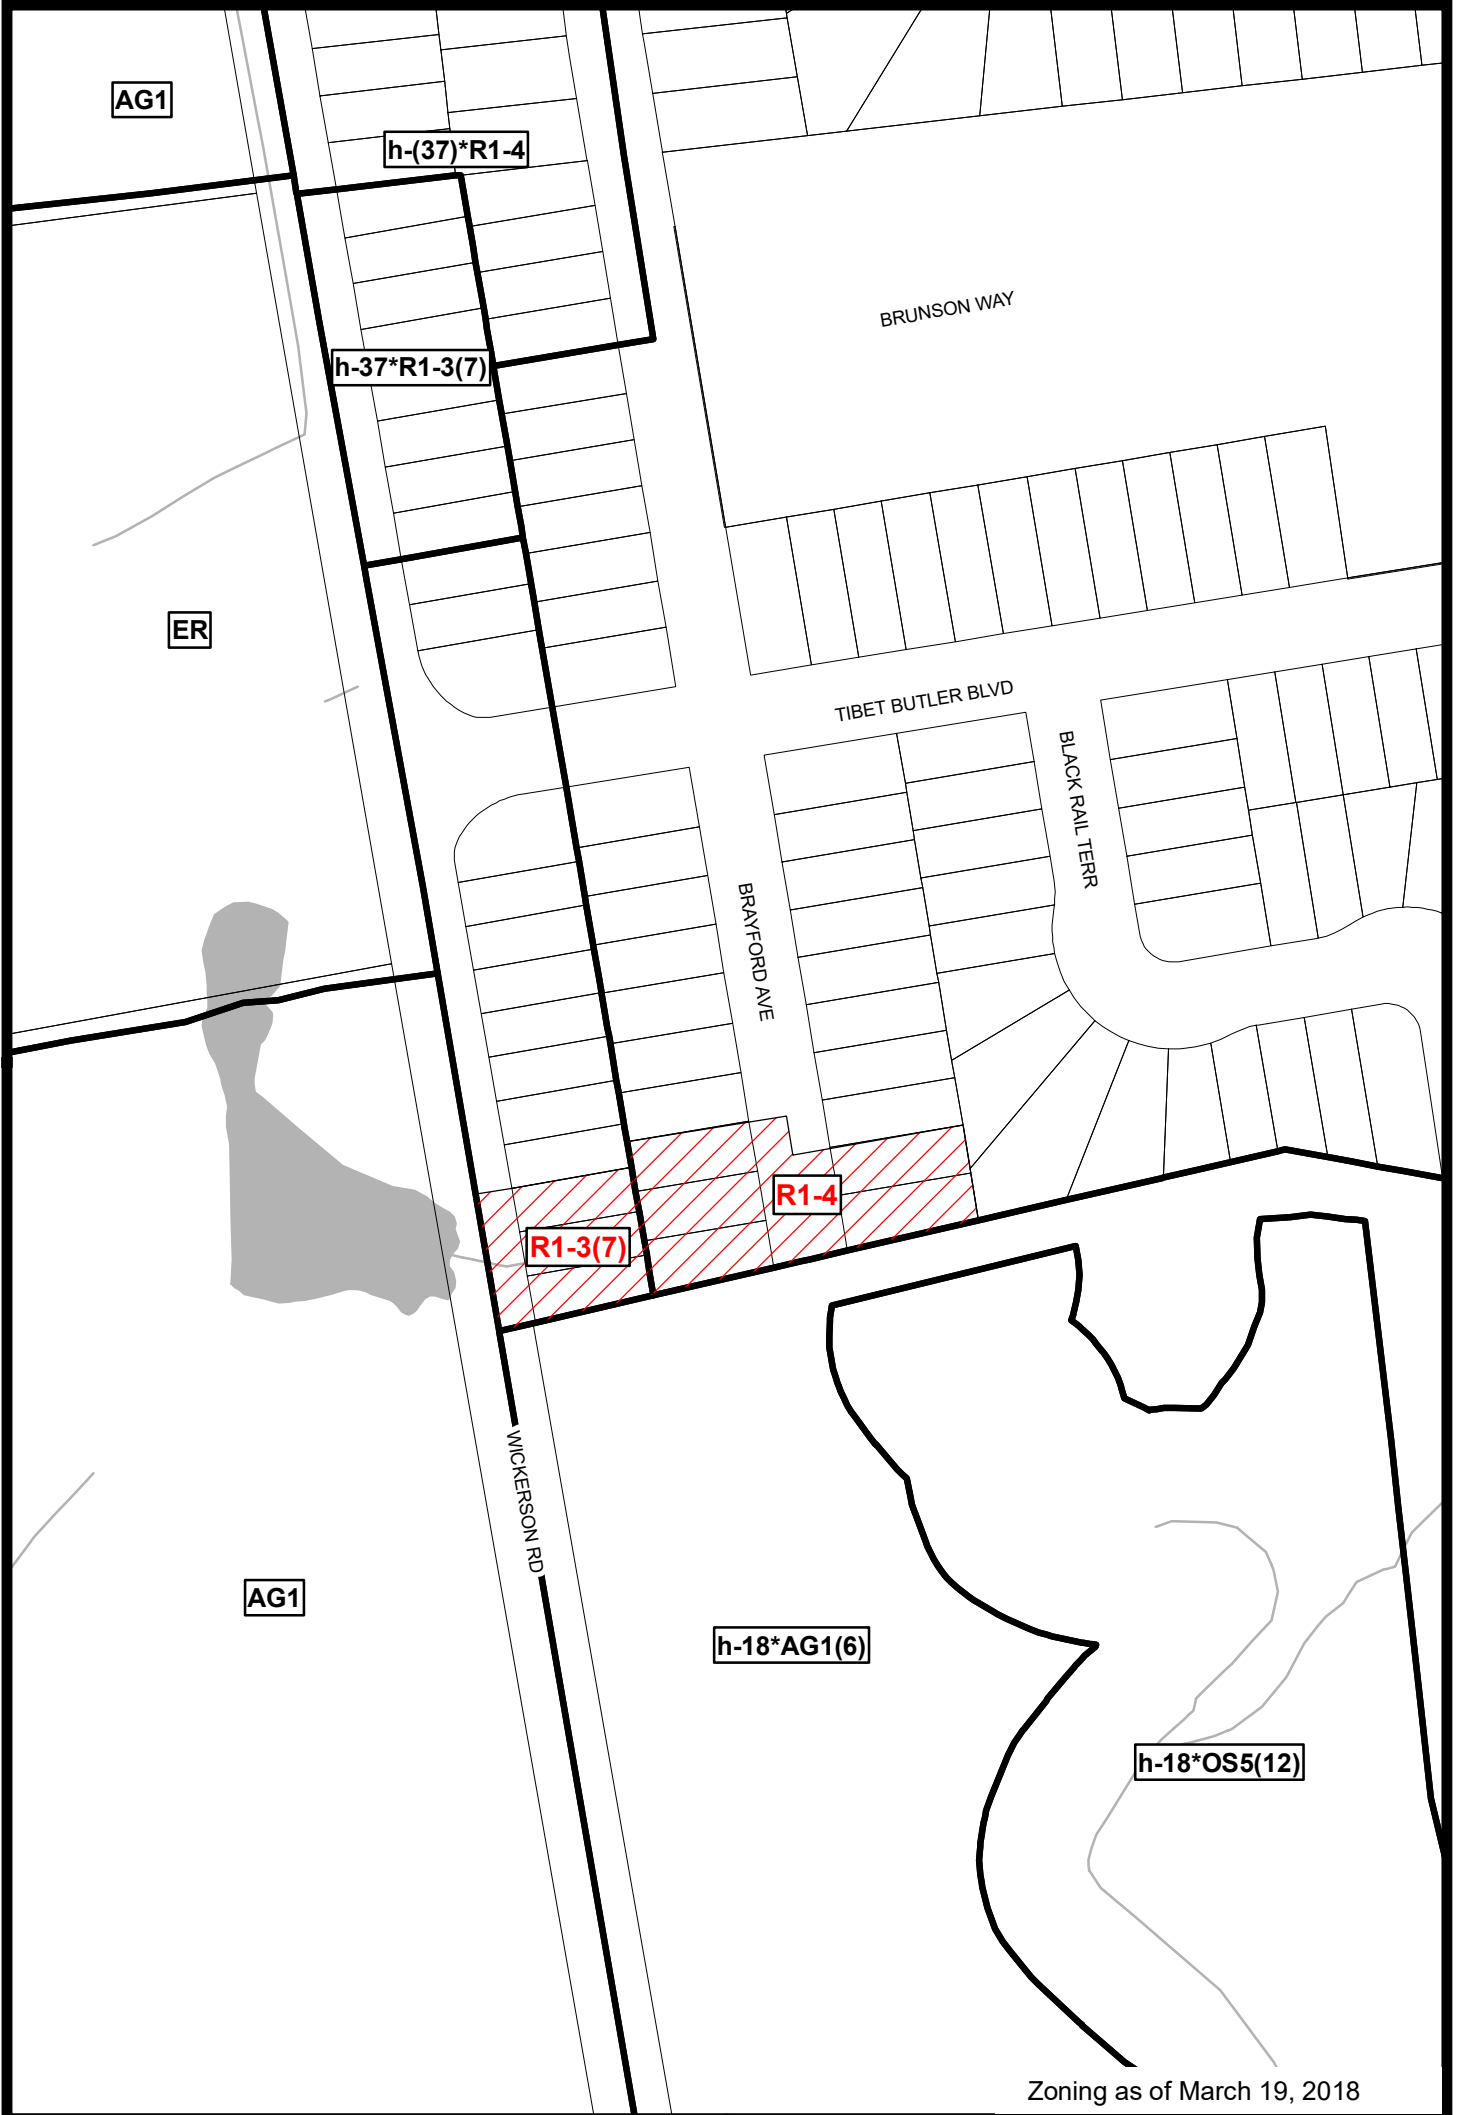 AG1
h-(37)*R1-4
BRUNSON WAY
h-37*R1-3(7)
ER
TIBET BUTLER BLVD
BLACK RAIL TERR
BRAYFORD AVE
R1-4
R1-3(7)
WICKERSON RD
AG1
h-18*AG1(6)
h-18*OS5(12)
Zoning as of March 19, 2018